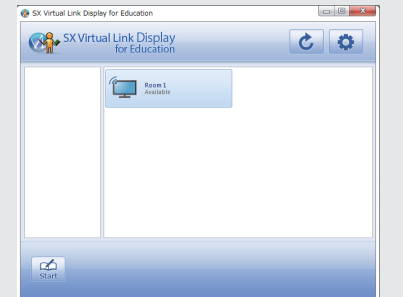 SX Virtual Link Display for Education
SX Virtual Link Display
for Education
Room 1
Available
Start